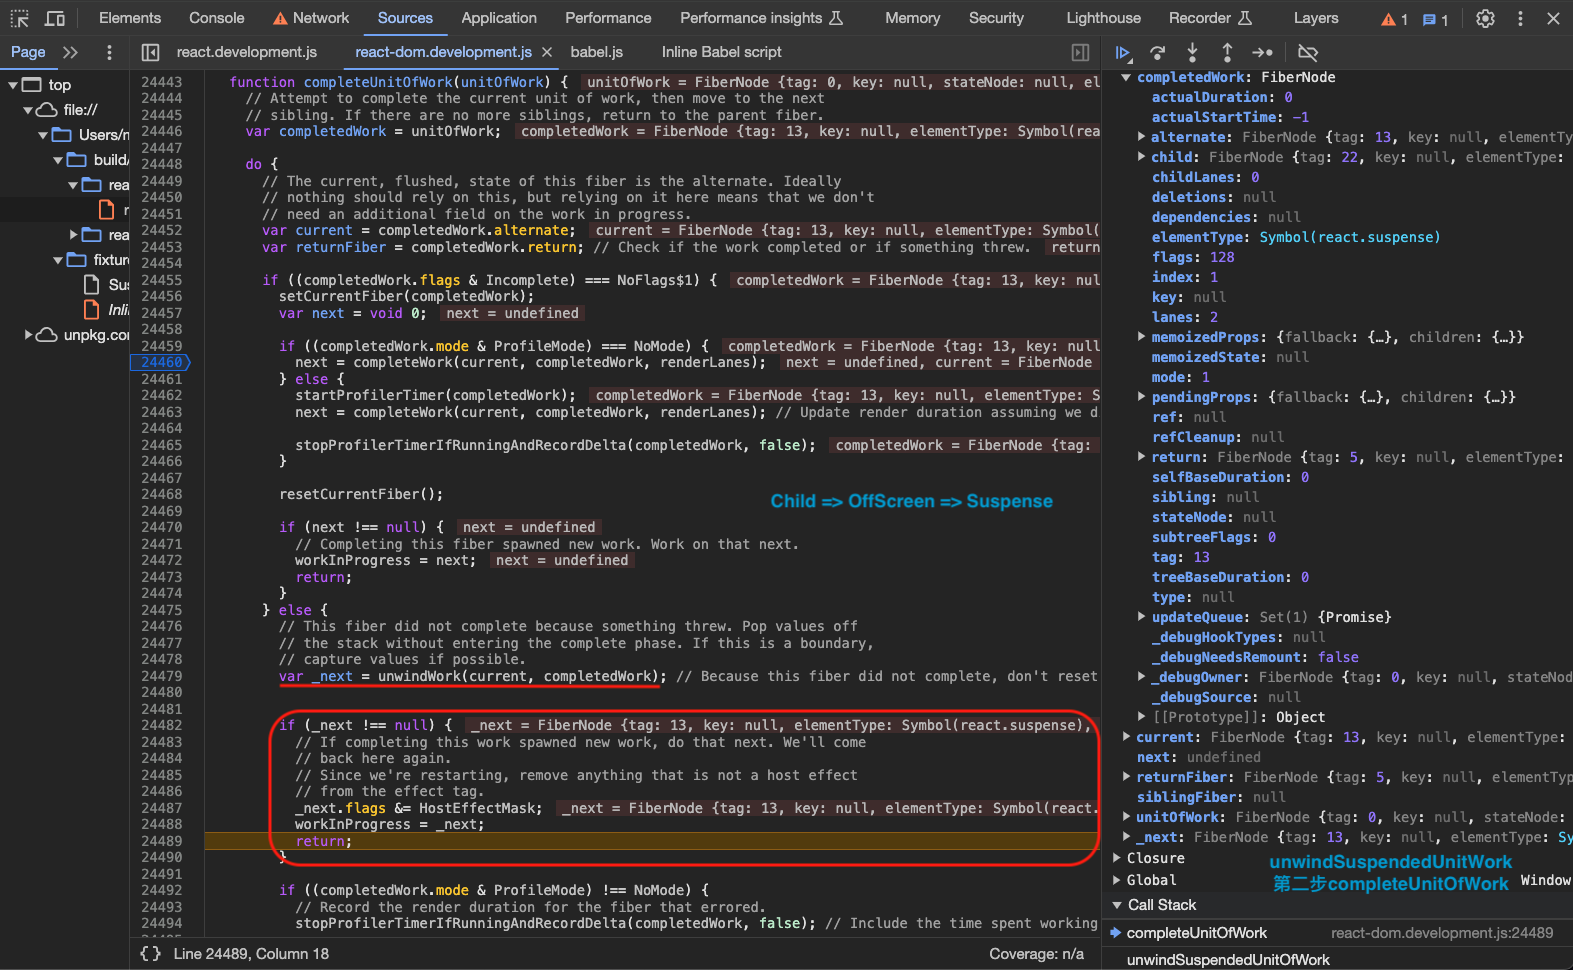 Elements Console Network Sources Application Performance Performance insights Memory Security Lighthouse Recorder Layers 1 1
Page react.development.js react-dom.development.js babel.js Inline Babel script
top
file://
Users/
build/
rea
rea
fixture
Sus
Inli
unpkg.co
24443 function completeUnitOfWork(unitOfWork) { unitOfWork = FiberNode {tag: 0, key: null, stateNode: null, el
24444 // Attempt to complete the current unit of work, then move to the next
24445 // sibling. If there are no more siblings, return to the parent fiber.
24446 var completedWork = unitOfWork; completedWork = FiberNode {tag: 13, key: null, elementType: Symbol(rea
24447
24448 do {
24449 // The current, flushed, state of this fiber is the alternate. Ideally
24450 // nothing should rely on this, but relying on it here means that we don't
24451 // need an additional field on the work in progress.
24452 var current = completedWork.alternate; current = FiberNode {tag: 13, key: null, elementType: Symbol(
24453 var returnFiber = completedWork.return; // Check if the work completed or if something threw. return
24454
24455 if ((completedWork.flags & Incomplete) === NoFlags$1) { completedWork = FiberNode {tag: 13, key: nul
24456 setCurrentFiber(completedWork);
24457 var next = void 0; next = undefined
24458
24459 if ((completedWork.mode & ProfileMode) === NoMode) { completedWork = FiberNode {tag: 13, key: null
24460 next = completeWork(current, completedWork, renderLanes); next = undefined, current = FiberNode
24461 } else {
24462 startProfilerTimer(completedWork); completedWork = FiberNode {tag: 13, key: null, elementType: S
24463 next = completeWork(current, completedWork, renderLanes); // Update render duration assuming we d
24464
24465 stopProfilerTimerIfRunningAndRecordDelta(completedWork, false); completedWork = FiberNode {tag:
24466 }
24467
24468 resetCurrentFiber();
24469 Child => OffScreen => Suspense
24470 if (next !== null) { next = undefined
24471 // Completing this fiber spawned new work. Work on that next.
24472 workInProgress = next; next = undefined
24473 return;
24474 }
24475 } else {
24476 // This fiber did not complete because something threw. Pop values off
24477 // the stack without entering the complete phase. If this is a boundary,
24478 // capture values if possible.
24479 var _next = unwindWork(current, completedWork); // Because this fiber did not complete, don't reset
24480
24481
24482 if (_next !== null) { _next = FiberNode {tag: 13, key: null, elementType: Symbol(react.suspense),
24483 // If completing this work spawned new work, do that next. We'll come
24484 // back here again.
24485 // Since we're restarting, remove anything that is not a host effect
24486 // from the effect tag.
24487 _next.flags &= HostEffectMask; _next = FiberNode {tag: 13, key: null, elementType: Symbol(react.
24488 workInProgress = _next;
24489 return;
24490 }
24491
24492 if ((completedWork.mode & ProfileMode) !== NoMode) {
24493 // Record the render duration for the fiber that errored.
24494 stopProfilerTimerIfRunningAndRecordDelta(completedWork, false); // Include the time spent working
{} Line 24489, Column 18 Coverage: n/a
completedWork: FiberNode
actualDuration: 0
actualStartTime: -1
alternate: FiberNode {tag: 13, key: null, elementTy
child: FiberNode {tag: 22, key: null, elementType:
childLanes: 0
deletions: null
dependencies: null
elementType: Symbol(react.suspense)
flags: 128
index: 1
key: null
lanes: 2
memoizedProps: {fallback: {…}, children: {…}}
memoizedState: null
mode: 1
pendingProps: {fallback: {…}, children: {…}}
ref: null
refCleanup: null
return: FiberNode {tag: 5, key: null, elementType:
selfBaseDuration: 0
sibling: null
stateNode: null
subtreeFlags: 0
tag: 13
treeBaseDuration: 0
type: null
updateQueue: Set(1) {Promise}
_debugHookTypes: null
_debugNeedsRemount: false
_debugOwner: FiberNode {tag: 0, key: null, stateNod
_debugSource: null
[[Prototype]]: Object
current: FiberNode {tag: 13, key: null, elementType:
next: undefined
returnFiber: FiberNode {tag: 5, key: null, elementTyp
siblingFiber: null
unitOfWork: FiberNode {tag: 0, key: null, stateNode:
_next: FiberNode {tag: 13, key: null, elementType: Sy
Closure unwindSuspendedUnitWork
Global 第二步completeUnitOfWork Window
Call Stack
completeUnitOfWork react-dom.development.js:24489
unwindSuspendedUnitOfWork